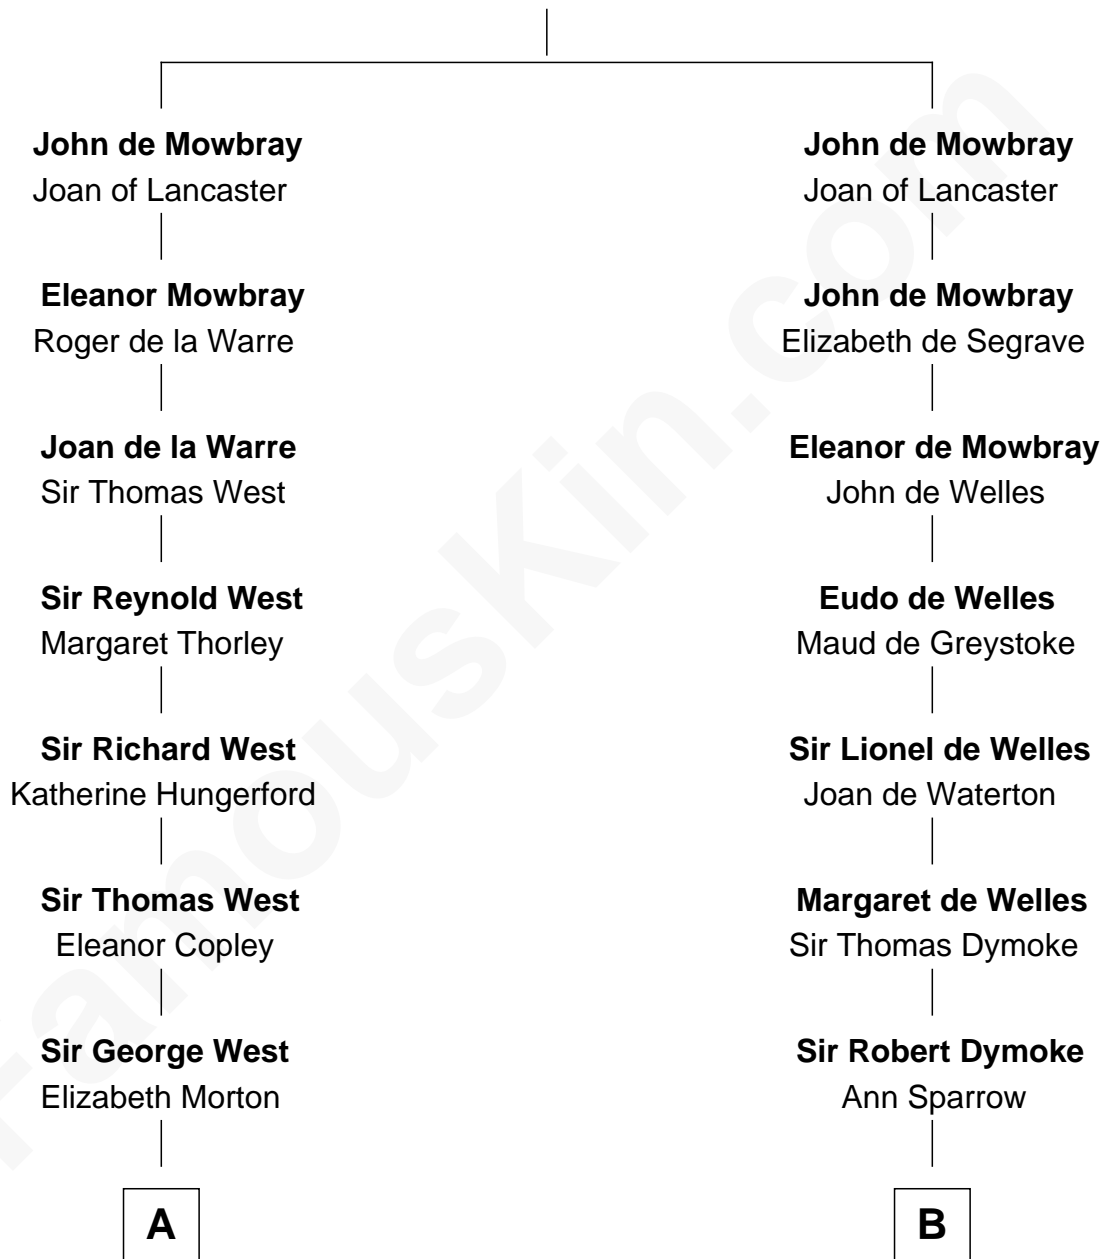 John de Mowbray
Joan of Lancaster
Eleanor Mowbray
Roger de la Warre
Joan de la Warre
Sir Thomas West
Sir Reynold West
Margaret Thorley
Sir Richard West
Katherine Hungerford
Sir Thomas West
Eleanor Copley
Sir George West
Elizabeth Morton
A
John de Mowbray
Joan of Lancaster
John de Mowbray
Elizabeth de Segrave
Eleanor de Mowbray
John de Welles
Eudo de Welles
Maud de Greystoke
Sir Lionel de Welles
Joan de Waterton
Margaret de Welles
Sir Thomas Dymoke
Sir Robert Dymoke
Ann Sparrow
B
FamousKin.com